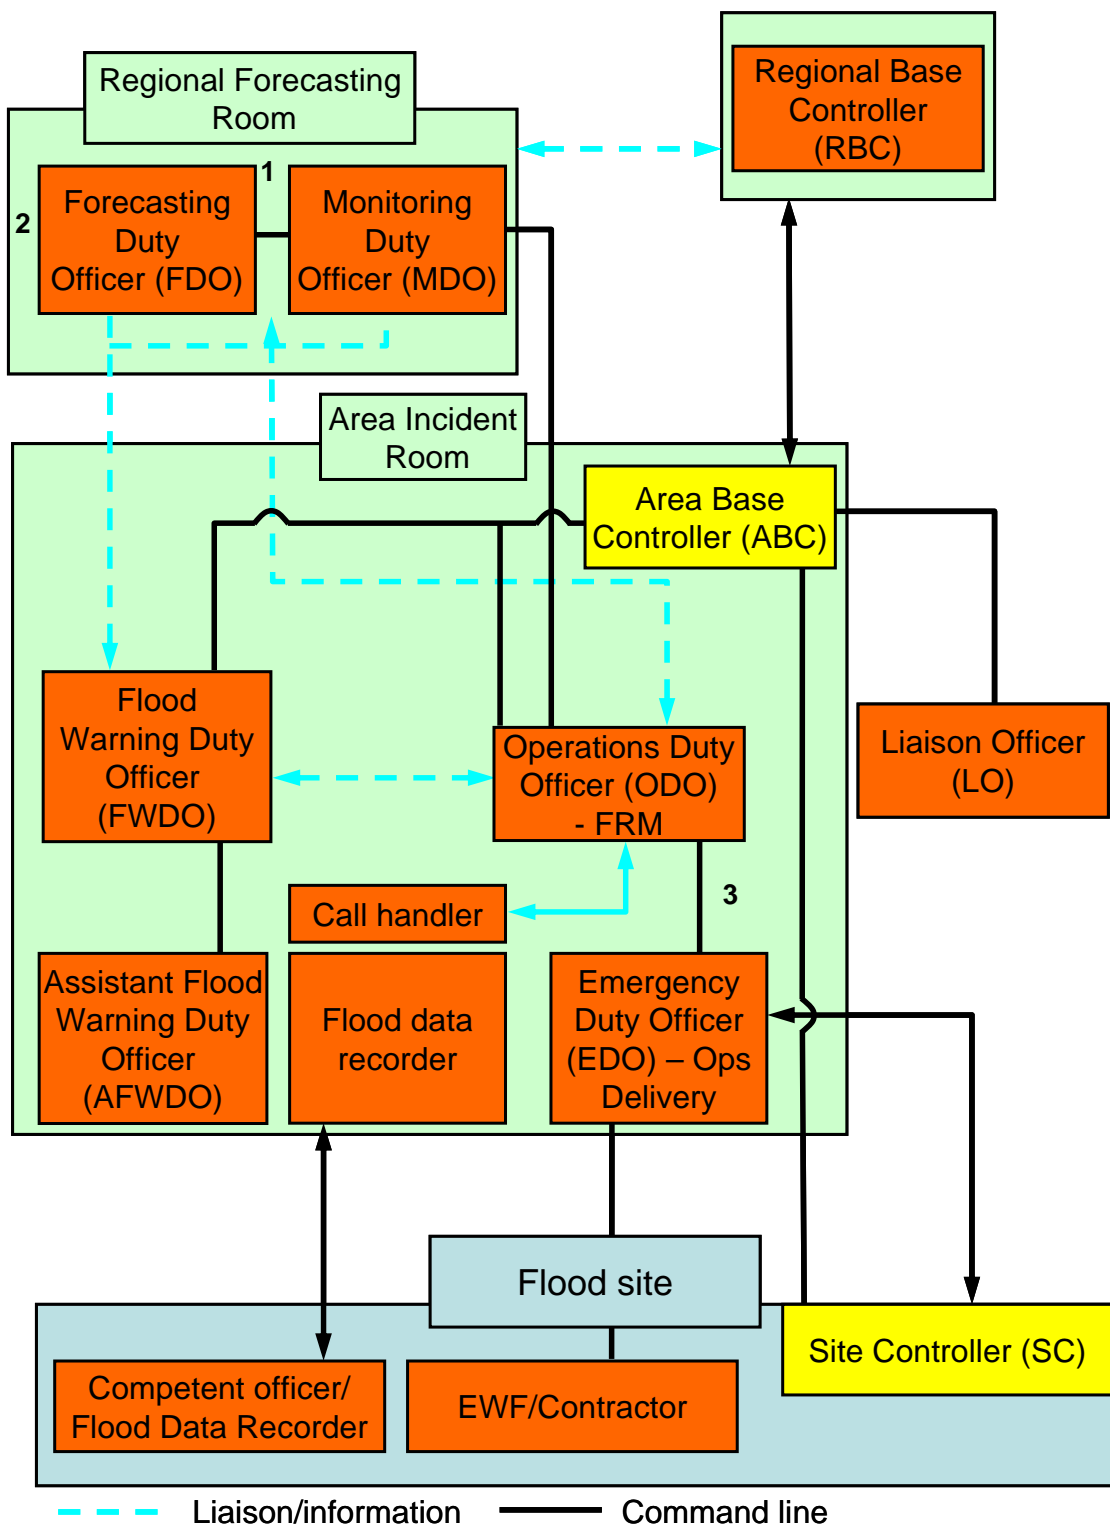 Regional Forecasting
Room
Regional Base
Controller
(RBC)
1
2
Forecasting
Duty
Officer (FDO)
Monitoring
Duty
Officer (MDO)
Area Incident
Room
Area Base
Controller (ABC)
Flood
Warning Duty
Officer
(FWDO)
Operations Duty
Officer (ODO)
- FRM
Liaison Officer
(LO)
Call handler
3
Assistant Flood
Warning Duty
Officer
(AFWDO)
Flood data
recorder
Emergency
Duty Officer
(EDO) – Ops
Delivery
Flood site
Site Controller (SC)
Competent officer/
Flood Data Recorder
EWF/Contractor
Liaison/information
Command line